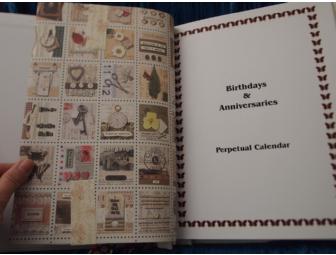 Birthdays
&
Anniversaries
Perpetual Calendar